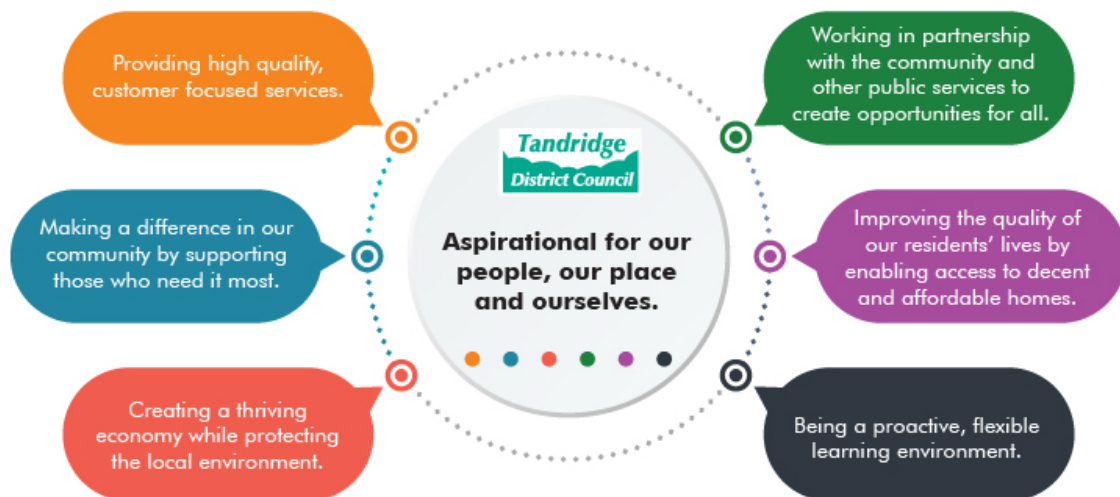 Providing high quality,
customer focused services.
Making a difference in our
community by supporting
those who need it most.
Creating a thriving
economy while protecting
the local environment.
Tandridge
District Council
Aspirational for our
people, our place
and ourselves.
Working in partnership
with the community and
other public services to
create opportunities for all.
Improving the quality of
our residents’ lives by
enabling access to decent
and affordable homes.
Being a proactive, flexible
learning environment.